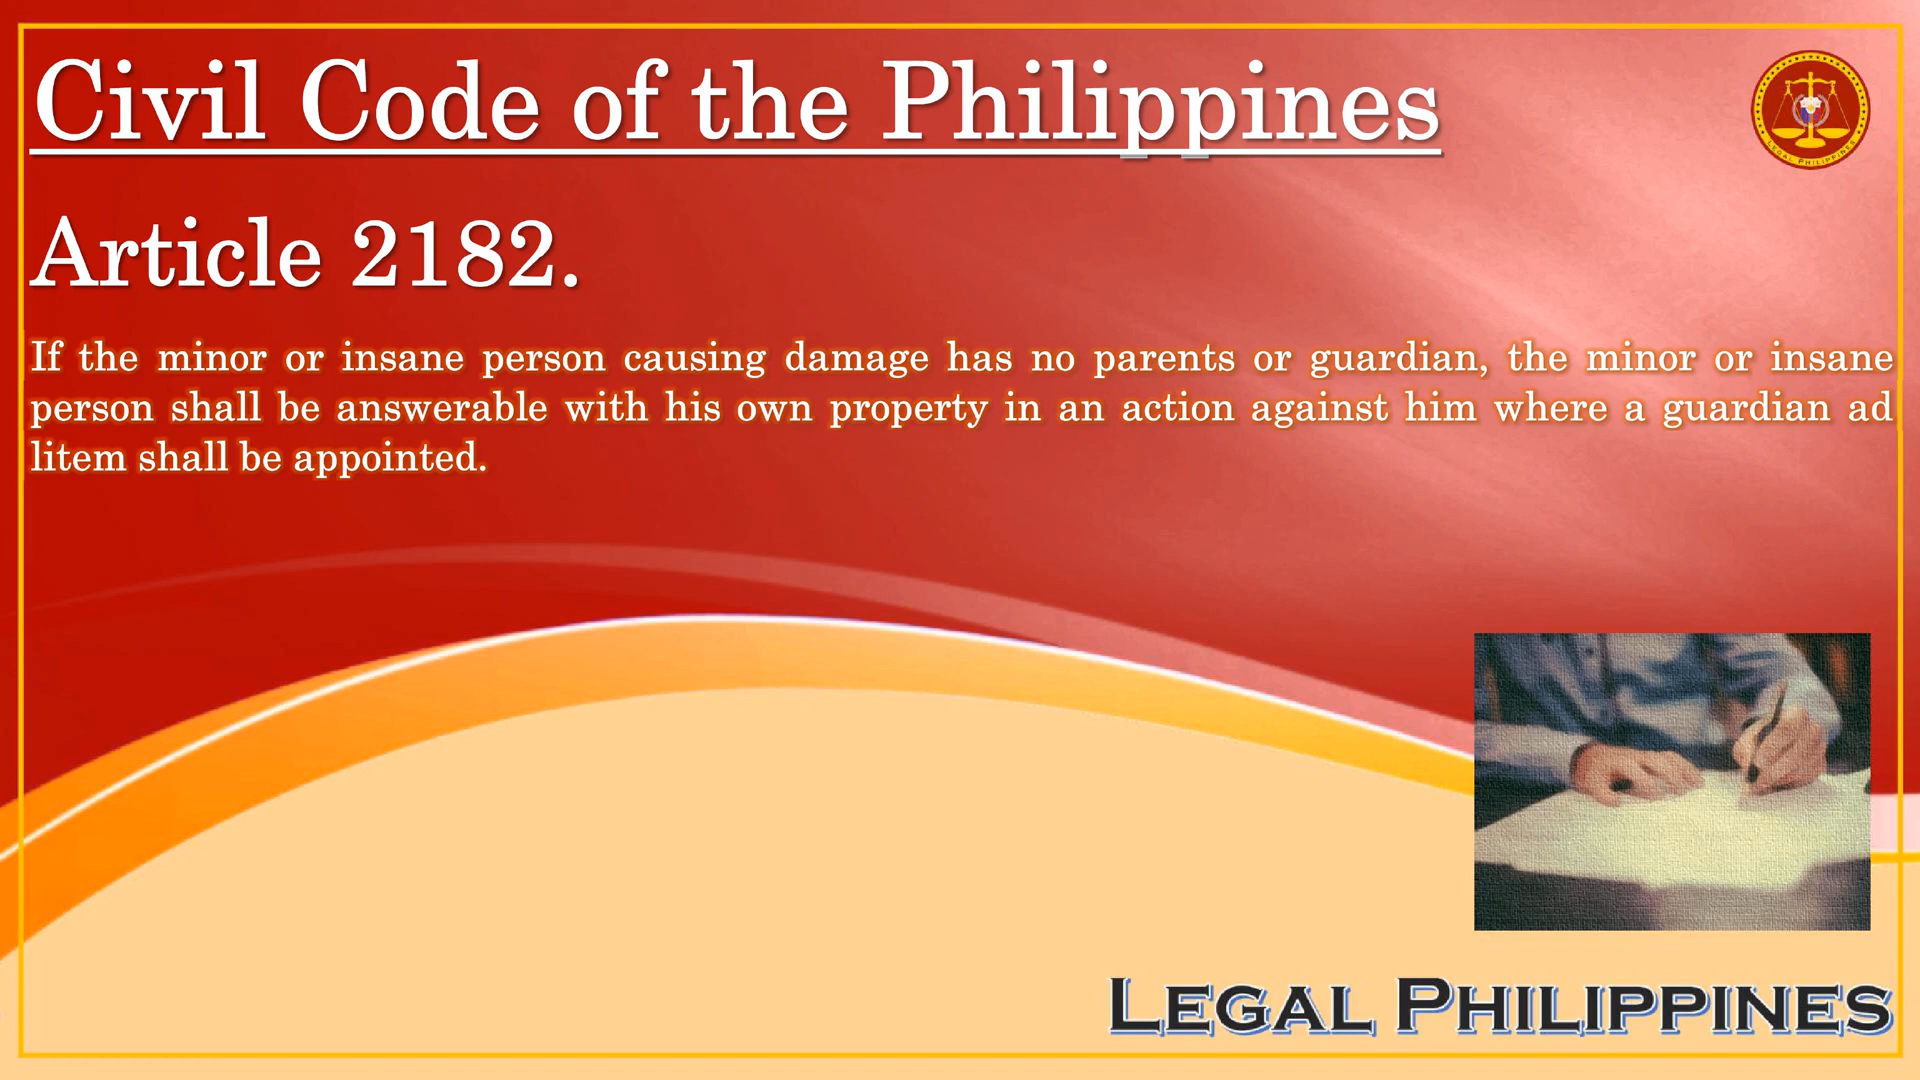 Civil Code of the Philippines
LEGAL PHILIPPINES
Article 2182.
If the minor or insane person causing damage has no parents or guardian, the minor or insane
person shall be answerable with his own property in an action against him where a guardian ad
litem shall be appointed.
LEGAL PHILIPPINES